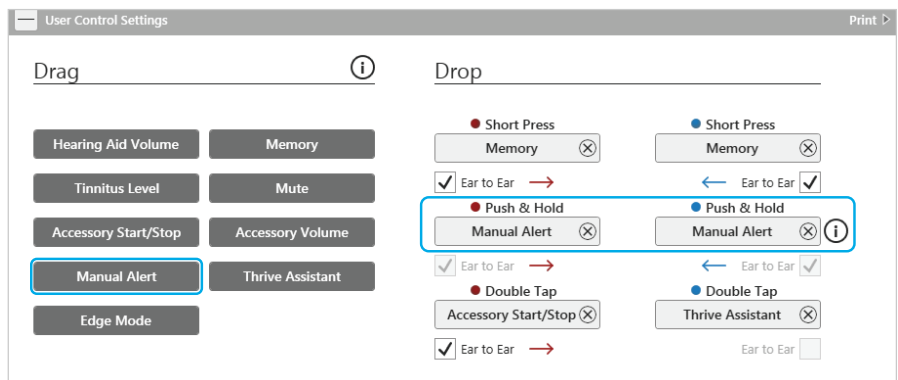 User Control Settings Print
Drag
Drop
Hearing Aid Volume Memory
Tinnitus Level Mute
Accessory Start/Stop Accessory Volume
Manual Alert Thrive Assistant
Edge Mode
Short Press Short Press
Memory Memory
Ear to Ear Ear to Ear
Push & Hold Push & Hold
Manual Alert Manual Alert
Ear to Ear Ear to Ear
Double Tap Double Tap
Accessory Start/Stop Thrive Assistant
Ear to Ear Ear to Ear